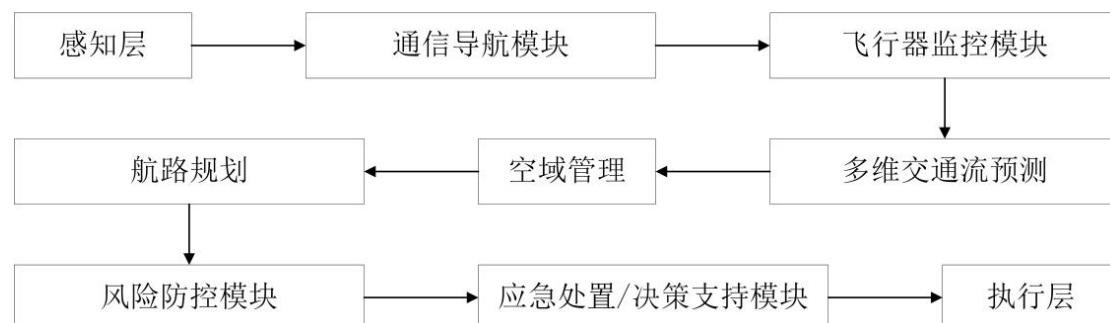 感知层
通信导航模块
飞行器监控模块
多维交通流预测
空域管理
航路规划
风险防控模块
应急处置/决策支持模块
执行层